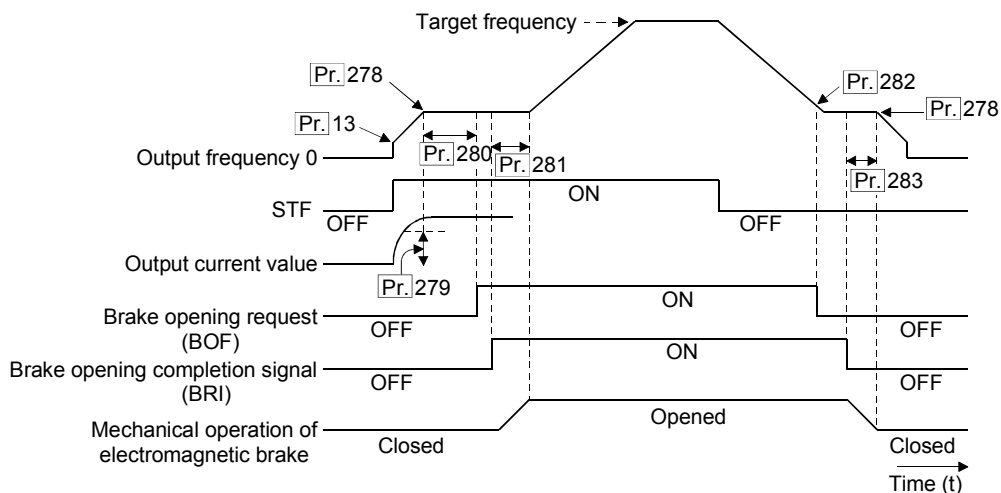 Target frequency
Pr. 278
Pr. 282
Pr. 278
Pr. 13
Pr. 280
Output frequency 0
Pr. 281
Pr. 283
ON
STF
OFF
OFF
Output current value
Pr. 279
ON
Brake opening request
(BOF)
OFF
OFF
ON
Brake opening completion signal
(BRI)
OFF
OFF
Opened
Mechanical operation of
electromagnetic brake
Closed
Closed
Time (t)